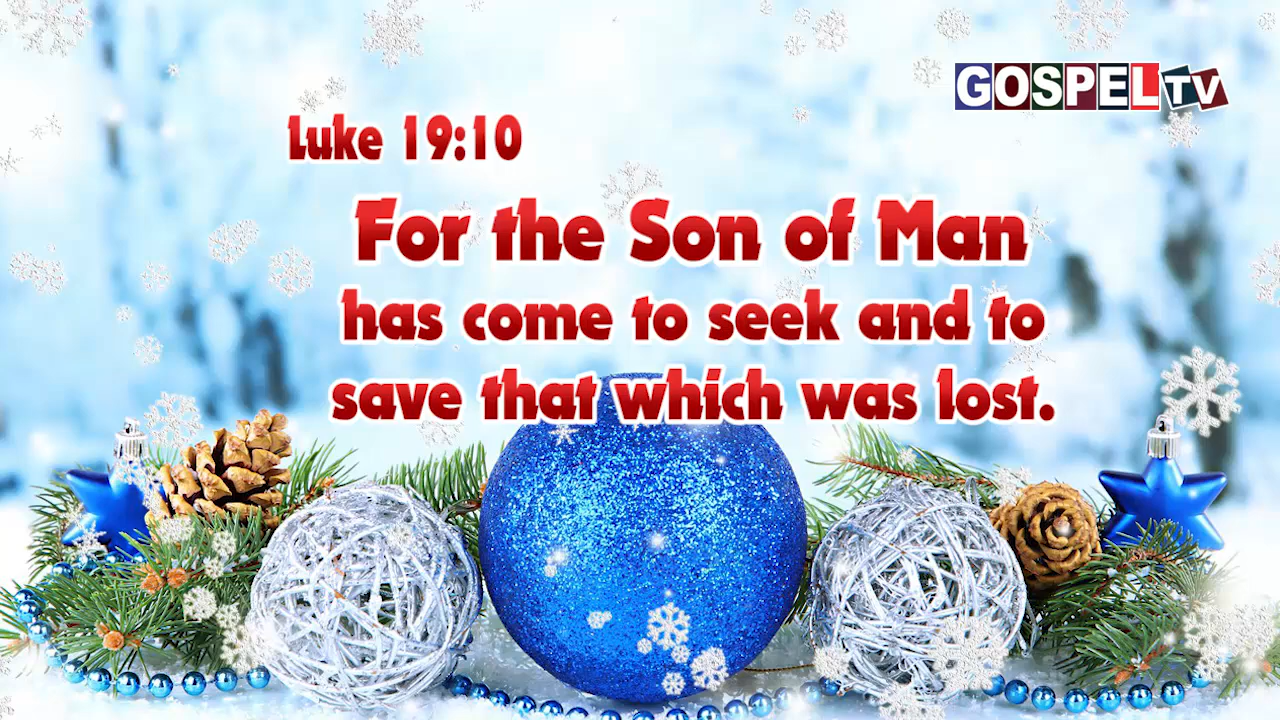 GOSPEL TV
Luke 19:10
For the Son of Man
has come to seek and to
save that which was lost.